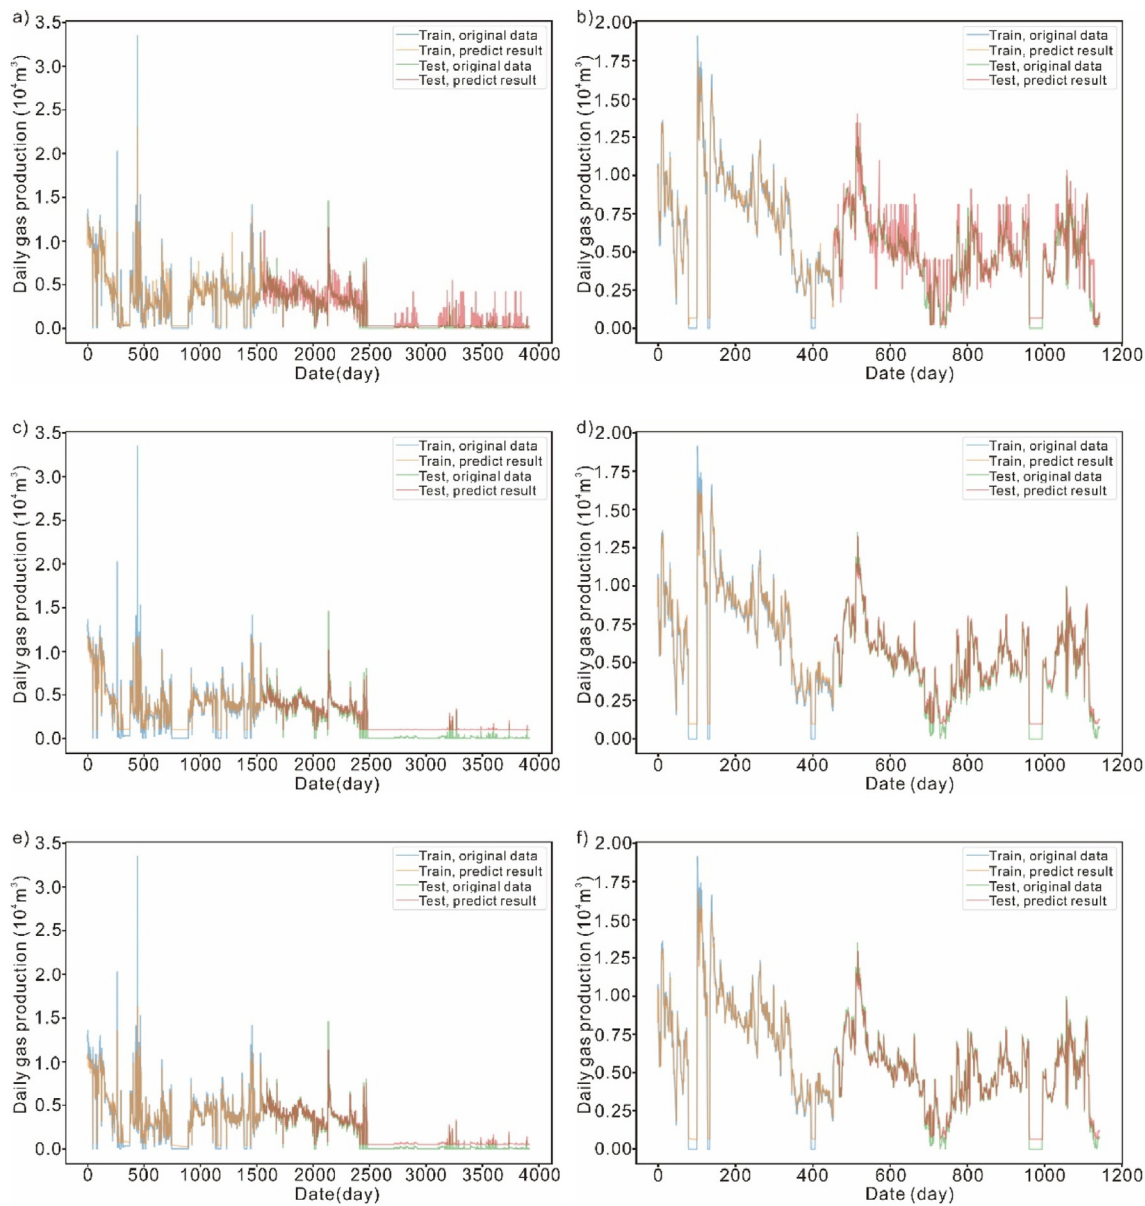 a)
3.5
3.0
2.5
2.0
1.5
1.0
0.5
0.0
Daily gas production (10⁴m³)
Train, original data
Train, predict result
Test, original data
Test, predict result
0 500 1000 1500 2000 2500 3000 3500 4000
Date(day)
b)
2.00
1.75
1.50
1.25
1.00
0.75
0.50
0.25
0.00
Daily gas production (10⁴m³)
Train, original data
Train, predict result
Test, original data
Test, predict result
0 200 400 600 800 1000 1200
Date (day)
c)
3.5
3.0
2.5
2.0
1.5
1.0
0.5
0.0
Daily gas production (10⁴m³)
Train, original data
Train, predict result
Test, original data
Test, predict result
0 500 1000 1500 2000 2500 3000 3500 4000
Date(day)
d)
2.00
1.75
1.50
1.25
1.00
0.75
0.50
0.25
0.00
Daily gas production (10⁴m³)
Train, original data
Train, predict result
Test, original data
Test, predict result
0 200 400 600 800 1000 1200
Date (day)
e)
3.5
3.0
2.5
2.0
1.5
1.0
0.5
0.0
Daily gas production (10⁴m³)
Train, original data
Train, predict result
Test, original data
Test, predict result
0 500 1000 1500 2000 2500 3000 3500 4000
Date(day)
f)
2.00
1.75
1.50
1.25
1.00
0.75
0.50
0.25
0.00
Daily gas production (10⁴m³)
Train, original data
Train, predict result
Test, original data
Test, predict result
0 200 400 600 800 1000 1200
Date (day)